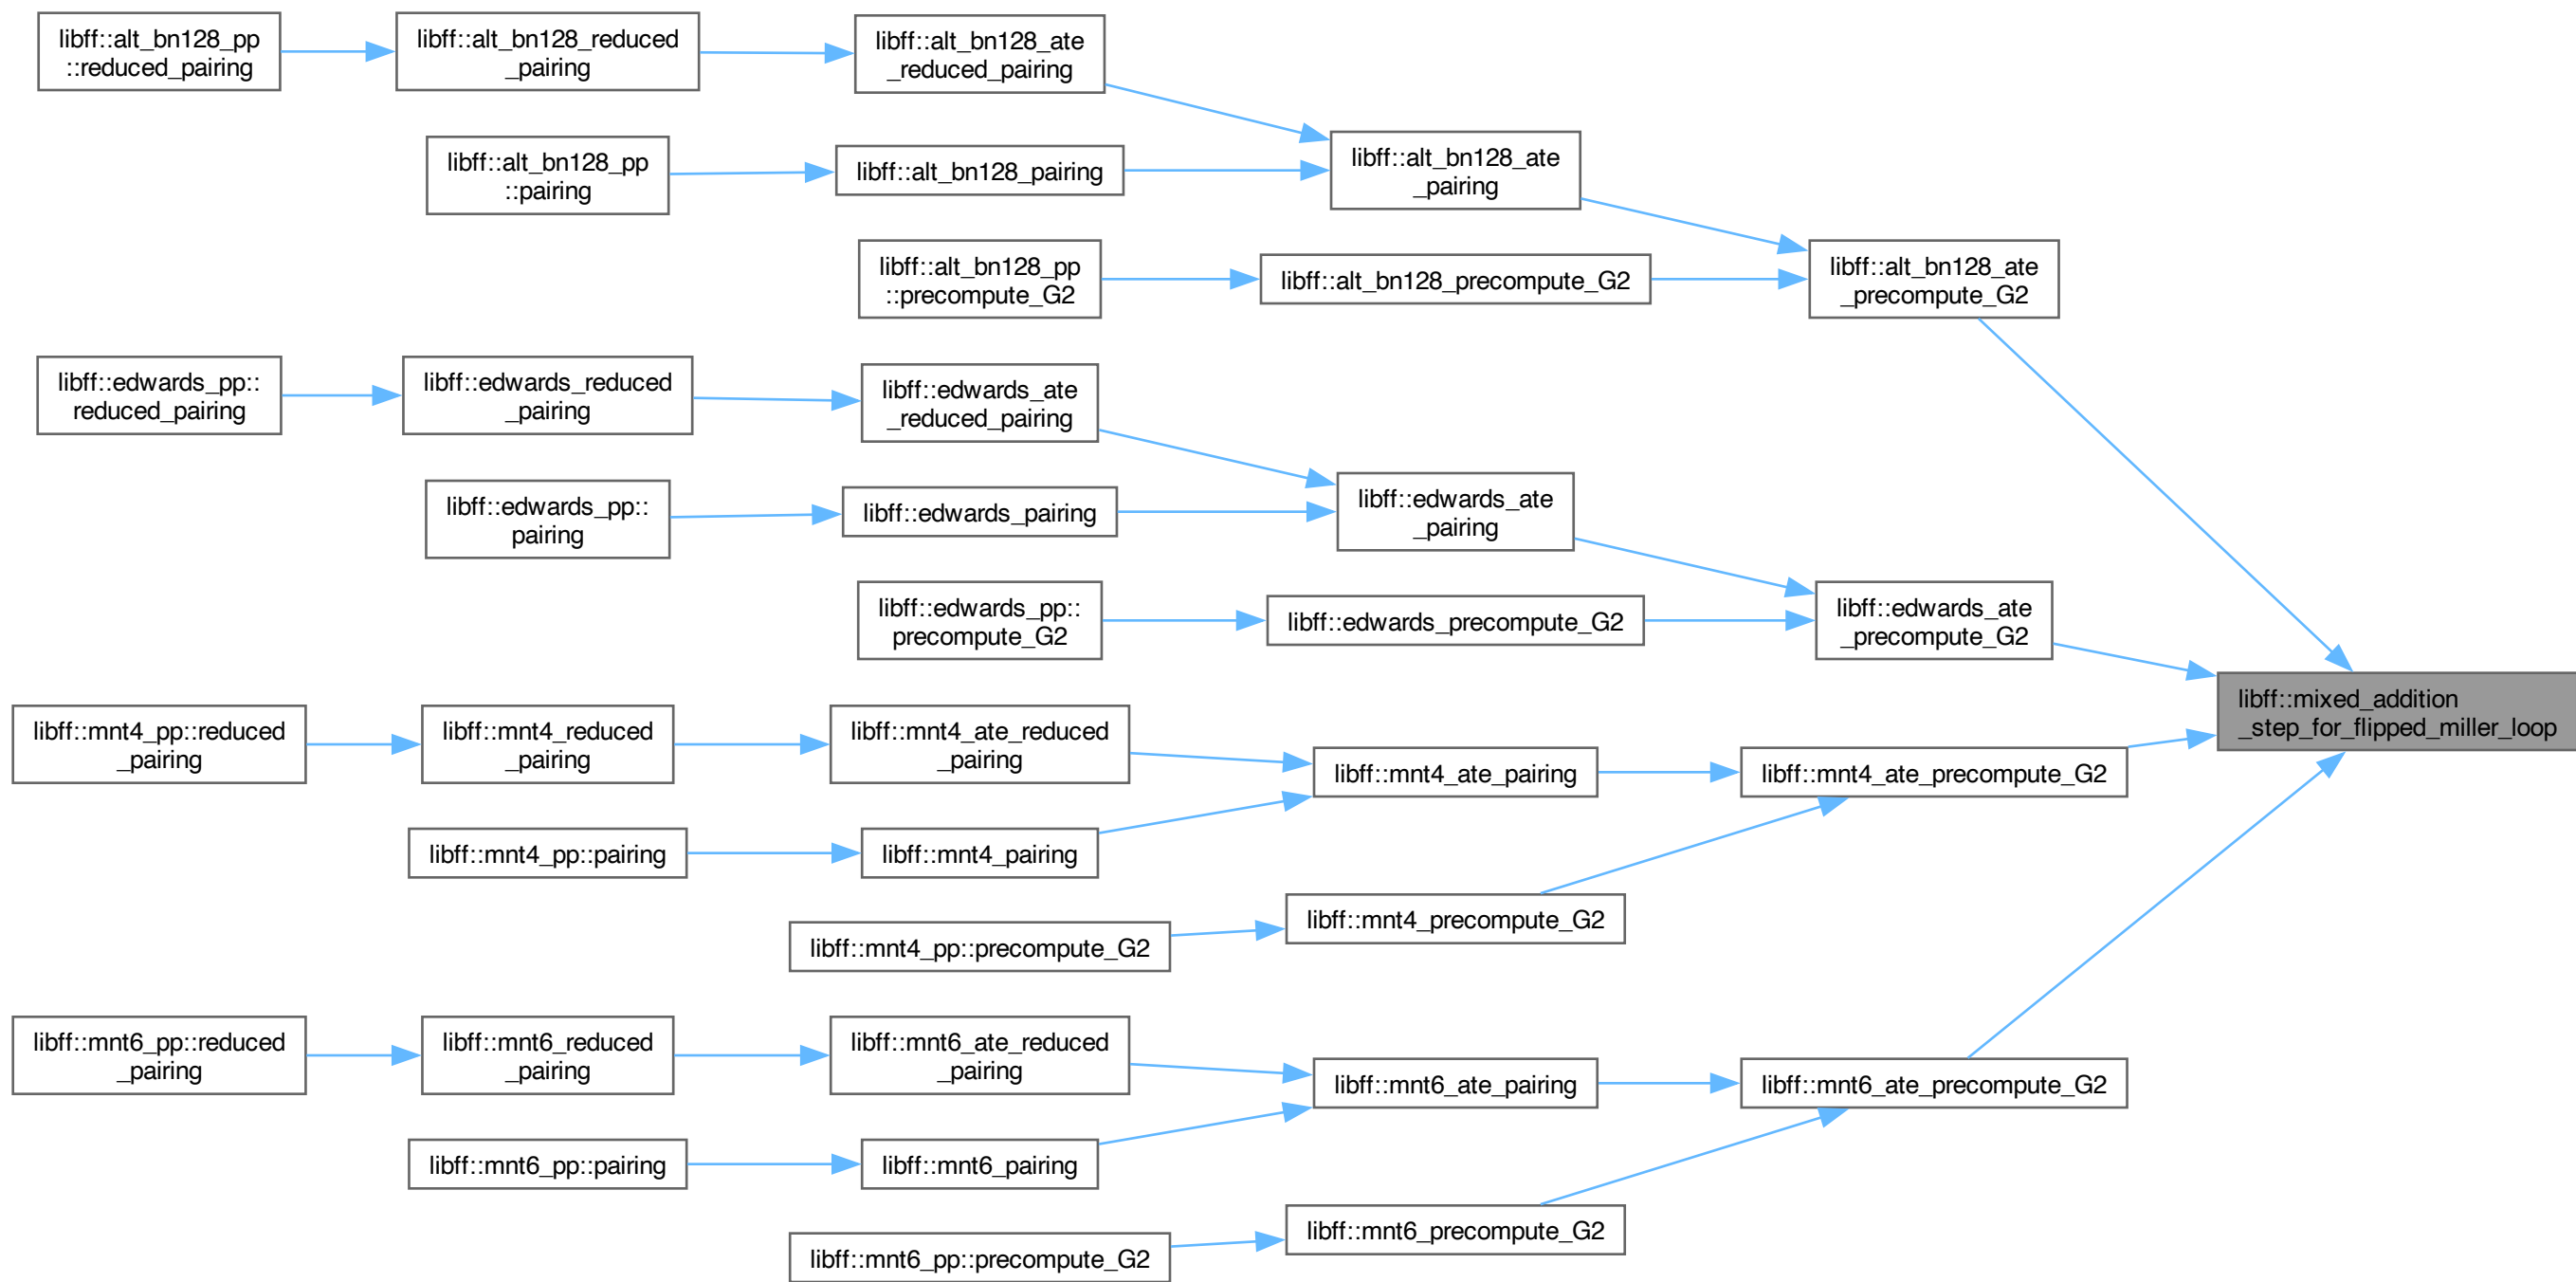 libff::alt_bn128_pp
::reduced_pairing
libff::alt_bn128_reduced
_pairing
libff::alt_bn128_ate
_reduced_pairing
libff::alt_bn128_pp
::pairing
libff::alt_bn128_pairing
libff::alt_bn128_ate
_pairing
libff::alt_bn128_pp
::precompute_G2
libff::alt_bn128_precompute_G2
libff::alt_bn128_ate
_precompute_G2
libff::edwards_pp::
reduced_pairing
libff::edwards_reduced
_pairing
libff::edwards_ate
_reduced_pairing
libff::edwards_pp::
pairing
libff::edwards_pairing
libff::edwards_ate
_pairing
libff::edwards_pp::
precompute_G2
libff::edwards_precompute_G2
libff::edwards_ate
_precompute_G2
libff::mixed_addition
_step_for_flipped_miller_loop
libff::mnt4_pp::reduced
_pairing
libff::mnt4_reduced
_pairing
libff::mnt4_ate_reduced
_pairing
libff::mnt4_ate_pairing
libff::mnt4_ate_precompute_G2
libff::mnt4_pp::pairing
libff::mnt4_pairing
libff::mnt4_pp::precompute_G2
libff::mnt4_precompute_G2
libff::mnt6_pp::reduced
_pairing
libff::mnt6_reduced
_pairing
libff::mnt6_ate_reduced
_pairing
libff::mnt6_ate_pairing
libff::mnt6_ate_precompute_G2
libff::mnt6_pp::pairing
libff::mnt6_pairing
libff::mnt6_pp::precompute_G2
libff::mnt6_precompute_G2